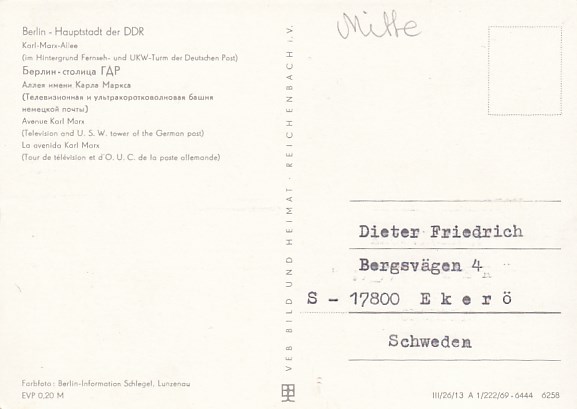 Mitte
Berlin - Hauptstadt der DDR
Karl-Marx-Allee
(im Hintergrund Fernseh- und UKW-Turm der Deutschen Post)
Берлин - столица ГДР
Аллея имени Карла Маркса
(Телевизионная и ультракоротковолновая башня
немецкой почты)
Avenue Karl Marx
(Television and U. S. W. tower of the German post)
La avenida Karl Marx
(Tour de télévision et d'O. U. C. de la poste allemande)
VEB BILD UND HEIMAT · REICHENBACH i. V.
Dieter Friedrich
Bergsvägen 4
S - 17800 Ekerö
Schweden
Farbfoto: Berlin-Information Schlegel, Lunzenau
EVP 0,20 M
III/26/13 A 1/222/69 - 6444 6258